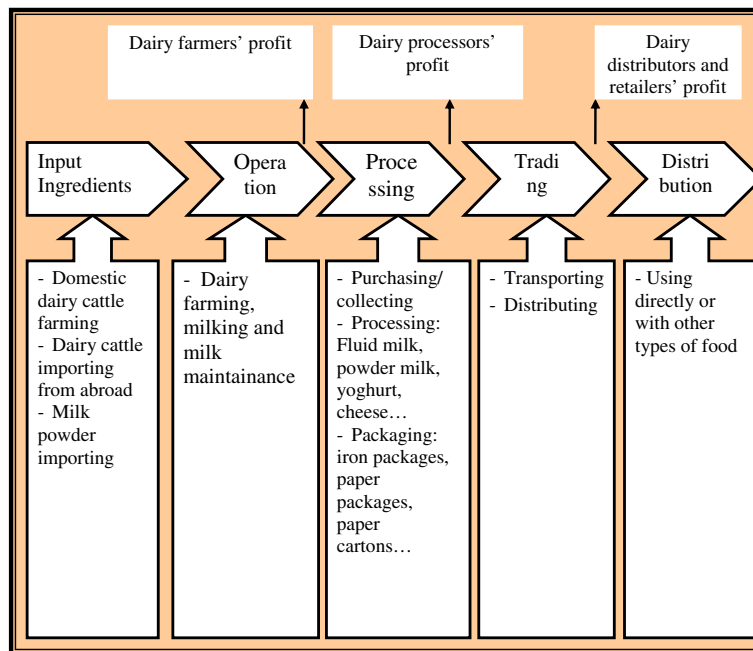 Dairy farmers’ profit
Dairy processors’
profit
Dairy
distributors and
retailers’ profit
Input
Ingredients
Opera
tion
Proce
ssing
Tradi
ng
Distri
bution
- Domestic
dairy cattle
farming
- Dairy cattle
importing
from abroad
- Milk
powder
importing
- Dairy
farming,
milking and
milk
maintainance
- Purchasing/
collecting
- Processing:
Fluid milk,
powder milk,
yoghurt,
cheese…
- Packaging:
iron packages,
paper
packages,
paper
cartons…
- Transporting
- Distributing
- Using
directly or
with other
types of food